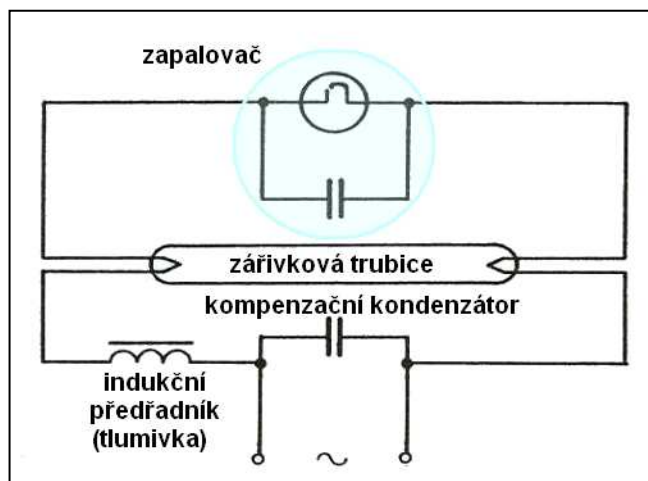 zapalovač
zářivková trubice
kompenzační kondenzátor
indukční
předřadník
(tlumivka)
~